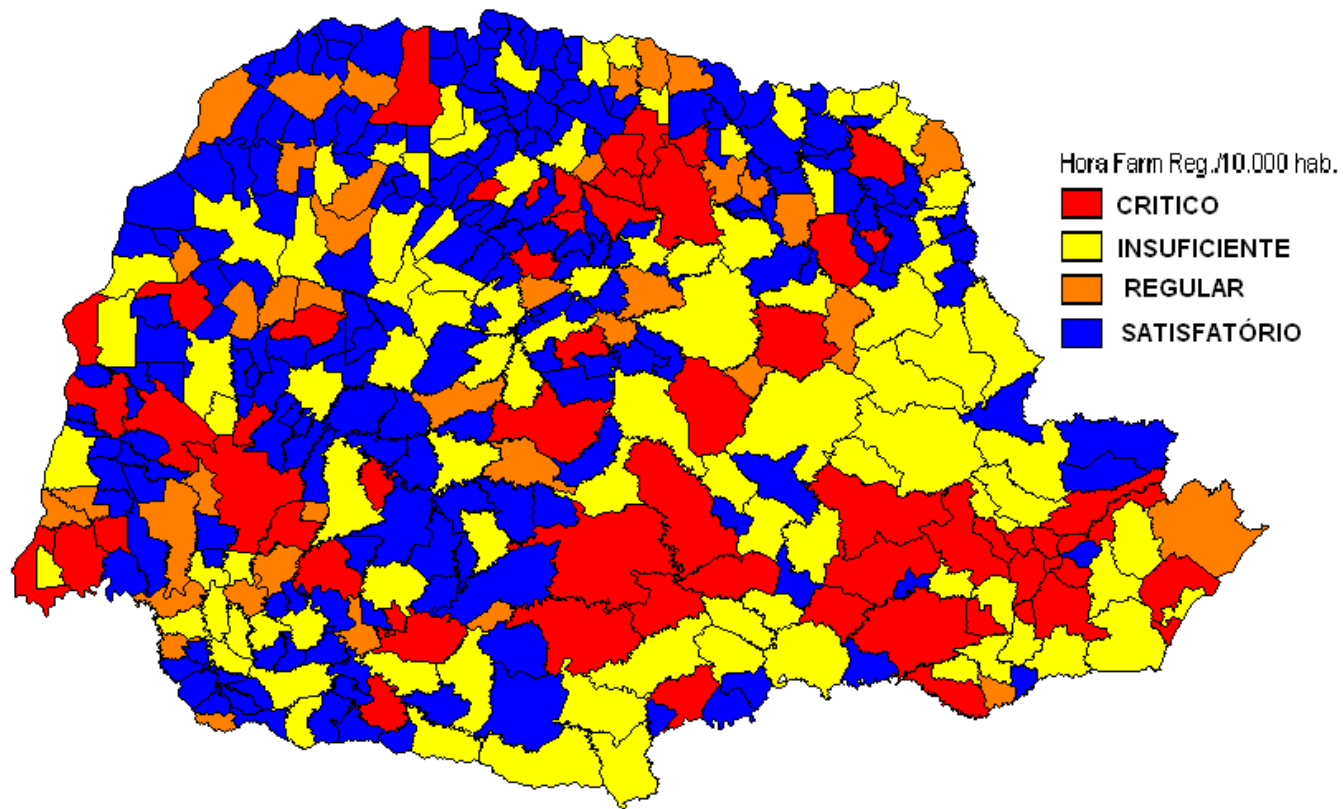 Hora Farm Reg./10.000 hab.
CRITICO
INSUFICIENTE
REGULAR
SATISFATÓRIO